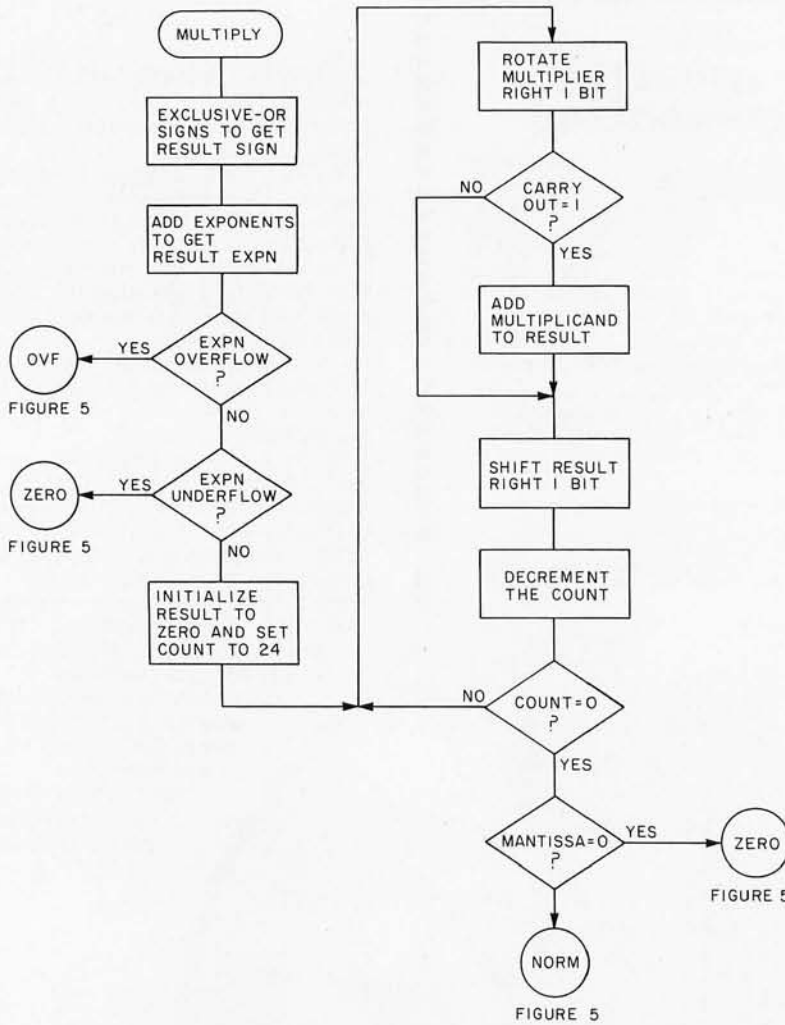 MULTIPLY
EXCLUSIVE-OR
SIGNS TO GET
RESULT SIGN
ADD EXPONENTS
TO GET
RESULT EXPN
EXPN
OVERFLOW
?
YES
OVF
FIGURE 5
NO
EXPN
UNDERFLOW
?
YES
ZERO
FIGURE 5
NO
INITIALIZE
RESULT TO
ZERO AND SET
COUNT TO 24
ROTATE
MULTIPLIER
RIGHT 1 BIT
CARRY
OUT=1
?
NO
YES
ADD
MULTIPLICAND
TO RESULT
SHIFT RESULT
RIGHT 1 BIT
DECREMENT
THE COUNT
NO
COUNT=0
?
YES
MANTISSA=0
?
YES
ZERO
FIGURE 5
NORM
FIGURE 5